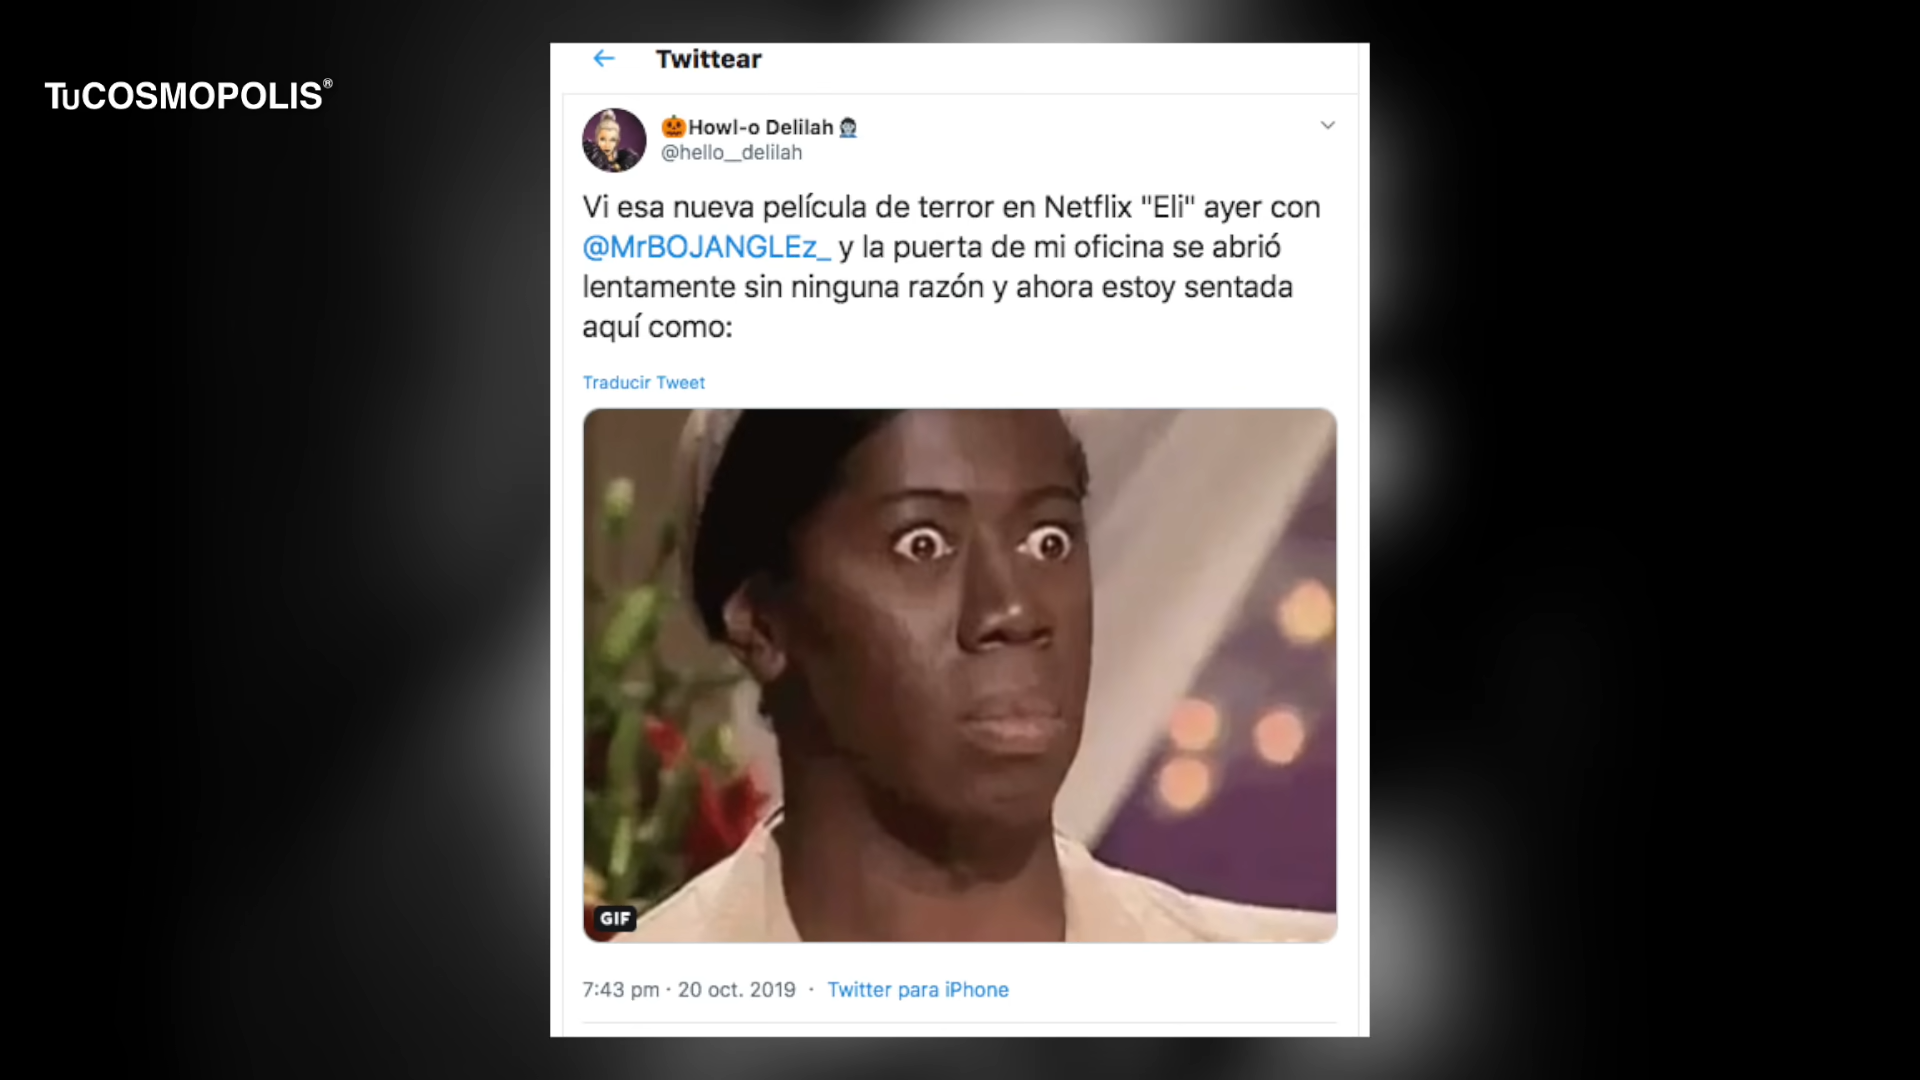 TuCOSMOPOLIS®
Twittear
🎃Howl-o Delilah🧛🏻‍♂️
@hello__delilah
Vi esa nueva película de terror en Netflix "Eli" ayer con
@MrBOJANGLEz_ y la puerta de mi oficina se abrió
lentamente sin ninguna razón y ahora estoy sentada
aquí como:
Traducir Tweet
GIF
7:43 pm · 20 oct. 2019 · Twitter para iPhone